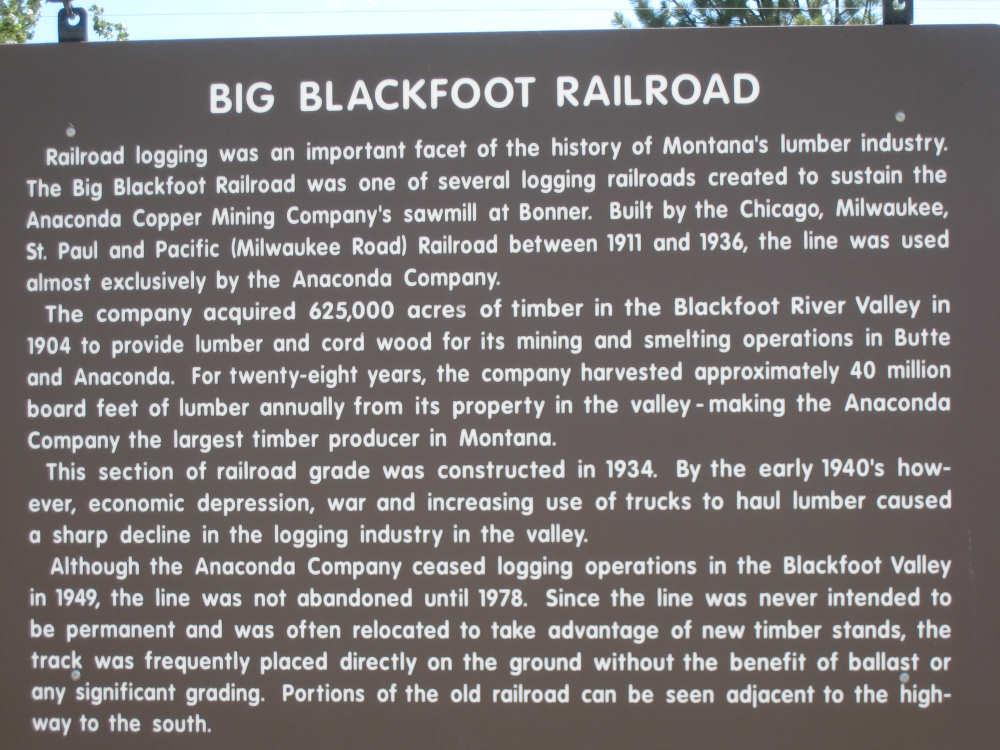 BIG BLACKFOOT RAILROAD
Railroad logging was an important facet of the history of Montana's lumber industry.
The Big Blackfoot Railroad was one of several logging railroads created to sustain the
Anaconda Copper Mining Company's sawmill at Bonner. Built by the Chicago, Milwaukee,
St. Paul and Pacific (Milwaukee Road) Railroad between 1911 and 1936, the line was used
almost exclusively by the Anaconda Company.
The company acquired 625,000 acres of timber in the Blackfoot River Valley in
1904 to provide lumber and cord wood for its mining and smelting operations in Butte
and Anaconda. For twenty-eight years, the company harvested approximately 40 million
board feet of lumber annually from its property in the valley - making the Anaconda
Company the largest timber producer in Montana.
This section of railroad grade was constructed in 1934. By the early 1940's how-
ever, economic depression, war and increasing use of trucks to haul lumber caused
a sharp decline in the logging industry in the valley.
Although the Anaconda Company ceased logging operations in the Blackfoot Valley
in 1949, the line was not abandoned until 1978. Since the line was never intended to
be permanent and was often relocated to take advantage of new timber stands, the
track was frequently placed directly on the ground without the benefit of ballast or
any significant grading. Portions of the old railroad can be seen adjacent to the high-
way to the south.